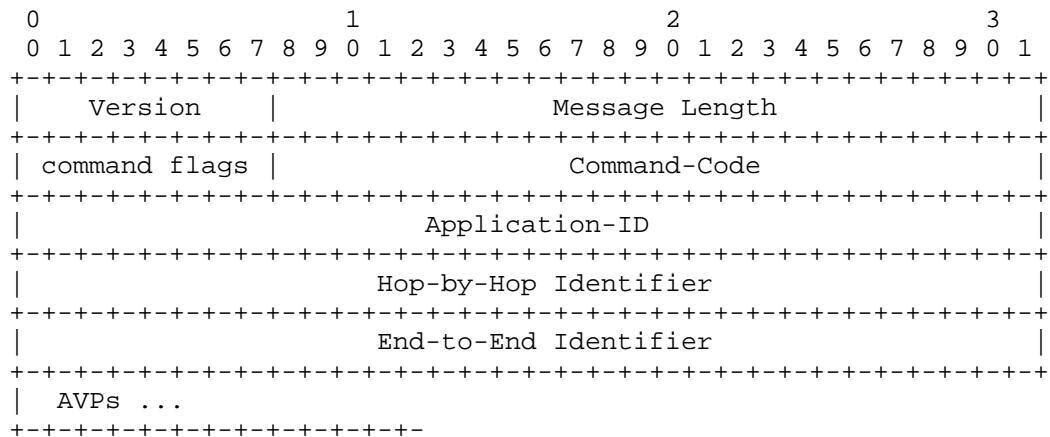 0                   1                   2                   3
 0 1 2 3 4 5 6 7 8 9 0 1 2 3 4 5 6 7 8 9 0 1 2 3 4 5 6 7 8 9 0 1
+-+-+-+-+-+-+-+-+-+-+-+-+-+-+-+-+-+-+-+-+-+-+-+-+-+-+-+-+-+-+-+-+
|    Version    |                 Message Length                |
+-+-+-+-+-+-+-+-+-+-+-+-+-+-+-+-+-+-+-+-+-+-+-+-+-+-+-+-+-+-+-+-+
| command flags |                  Command-Code                 |
+-+-+-+-+-+-+-+-+-+-+-+-+-+-+-+-+-+-+-+-+-+-+-+-+-+-+-+-+-+-+-+-+
|                         Application-ID                        |
+-+-+-+-+-+-+-+-+-+-+-+-+-+-+-+-+-+-+-+-+-+-+-+-+-+-+-+-+-+-+-+-+
|                      Hop-by-Hop Identifier                    |
+-+-+-+-+-+-+-+-+-+-+-+-+-+-+-+-+-+-+-+-+-+-+-+-+-+-+-+-+-+-+-+-+
|                      End-to-End Identifier                    |
+-+-+-+-+-+-+-+-+-+-+-+-+-+-+-+-+-+-+-+-+-+-+-+-+-+-+-+-+-+-+-+-+
|  AVPs ...
+-+-+-+-+-+-+-+-+-+-+-+-+-